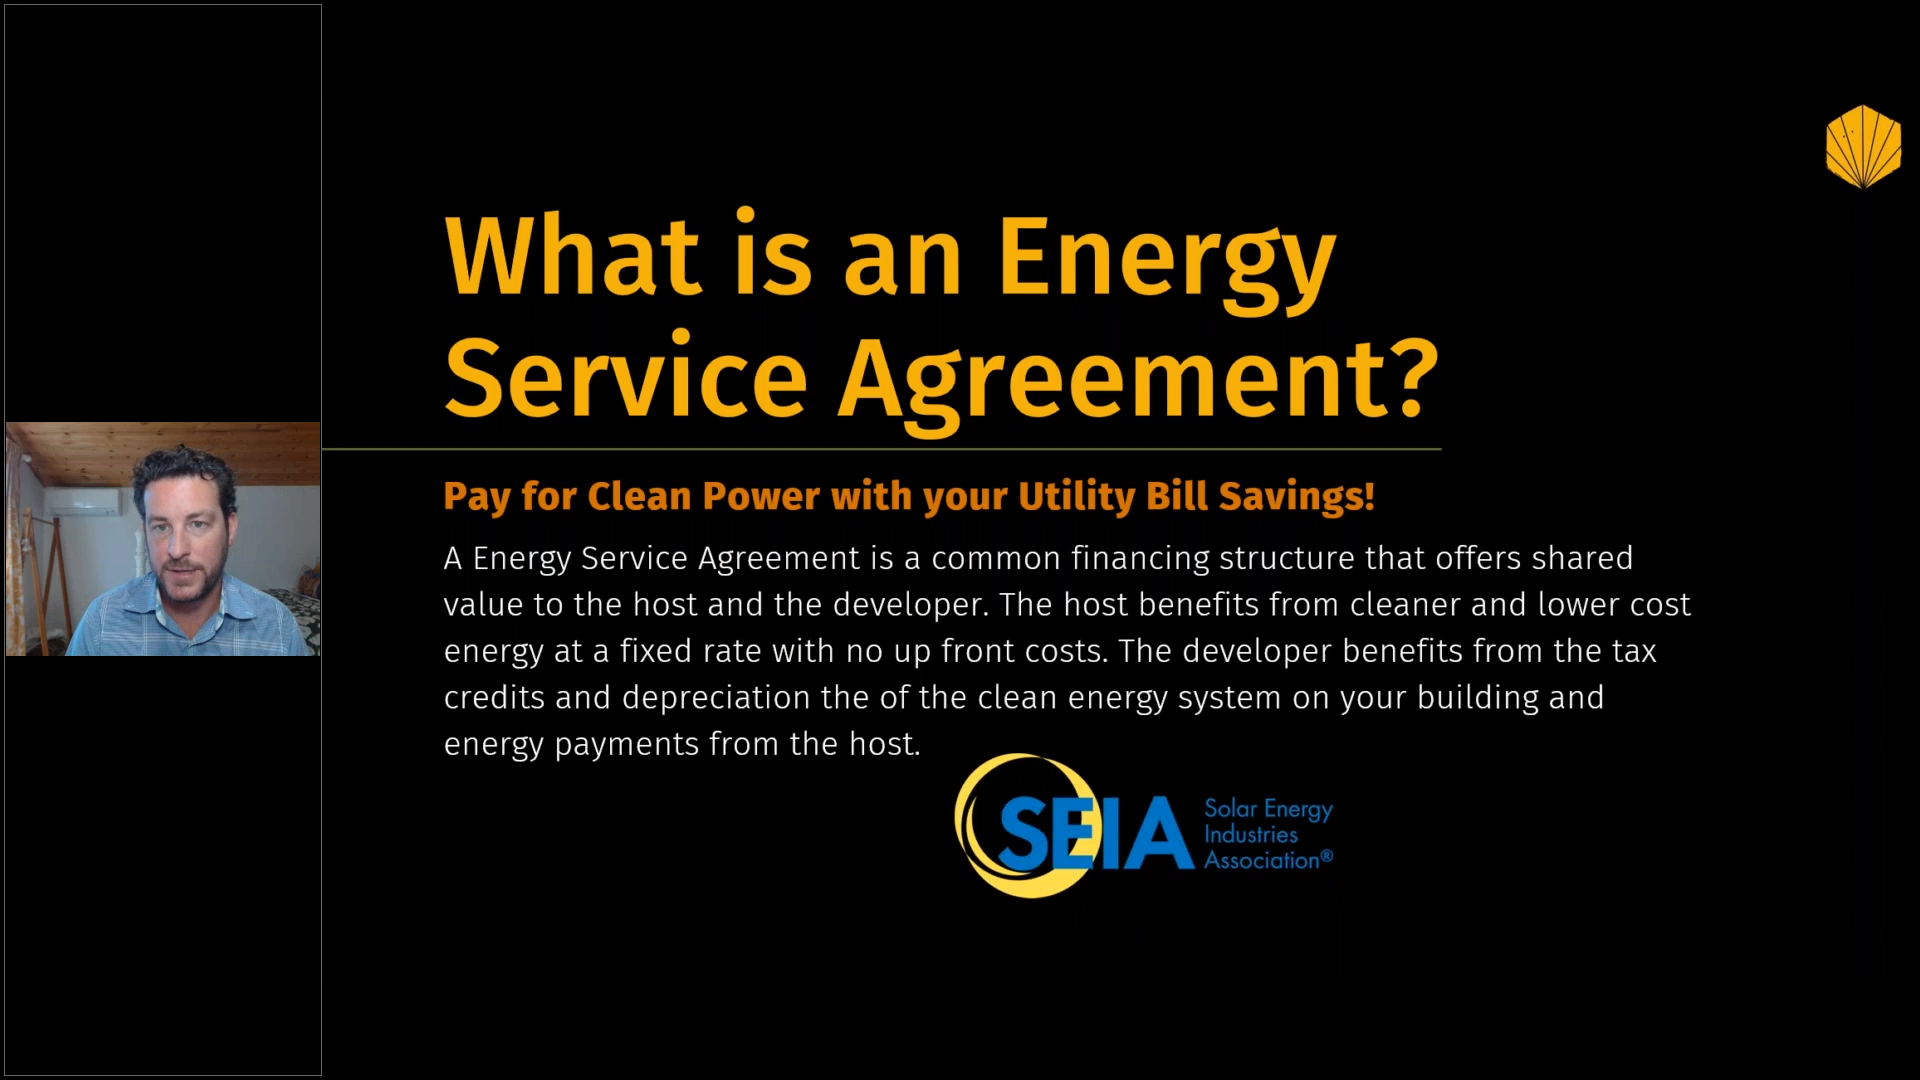 What is an Energy
Service Agreement?
Pay for Clean Power with your Utility Bill Savings!
A Energy Service Agreement is a common financing structure that offers shared
value to the host and the developer. The host benefits from cleaner and lower cost
energy at a fixed rate with no up front costs. The developer benefits from the tax
credits and depreciation the of the clean energy system on your building and
energy payments from the host.
SEIA
Solar Energy
Industries
Association®